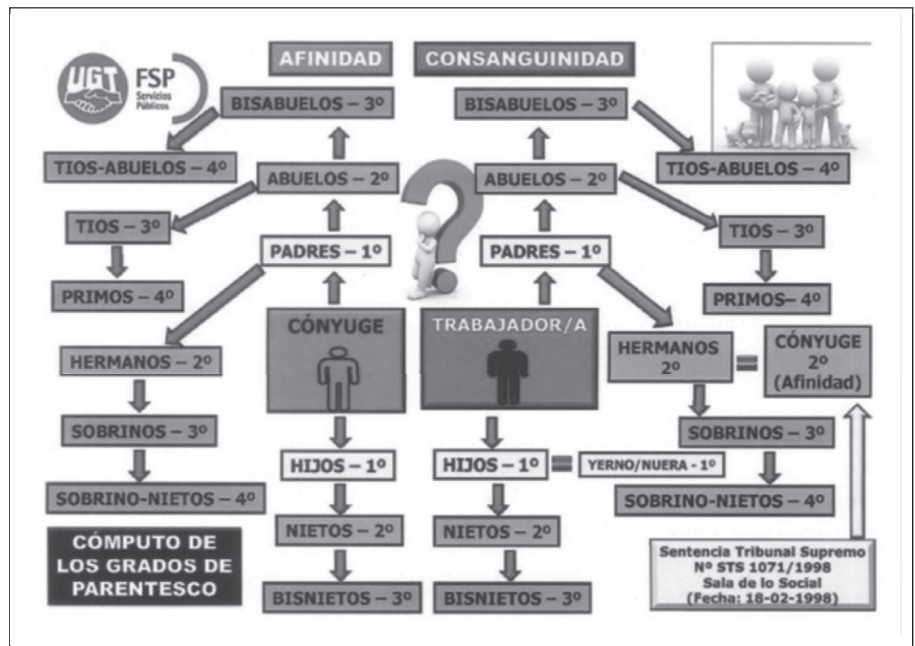 UGT
FSP
Servicios
Públicos
AFINIDAD
CONSANGUINIDAD
BISABUELOS – 3º
BISABUELOS – 3º
TIOS-ABUELOS – 4º
ABUELOS – 2º
ABUELOS – 2º
TIOS-ABUELOS – 4º
TIOS – 3º
PADRES – 1º
PADRES – 1º
TIOS – 3º
PRIMOS – 4º
PRIMOS– 4º
CÓNYUGE
TRABAJADOR/A
HERMANOS – 2º
HERMANOS
2º
=
CÓNYUGE
2º
(Afinidad)
SOBRINOS – 3º
SOBRINOS – 3º
HIJOS – 1º
HIJOS – 1º
=
YERNO/NUERA - 1º
SOBRINO-NIETOS – 4º
SOBRINO-NIETOS – 4º
NIETOS – 2º
NIETOS – 2º
CÓMPUTO DE
LOS GRADOS DE
PARENTESCO
BISNIETOS – 3º
BISNIETOS – 3º
Sentencia Tribunal Supremo
Nº STS 1071/1998
Sala de lo Social
(Fecha: 18-02-1998)